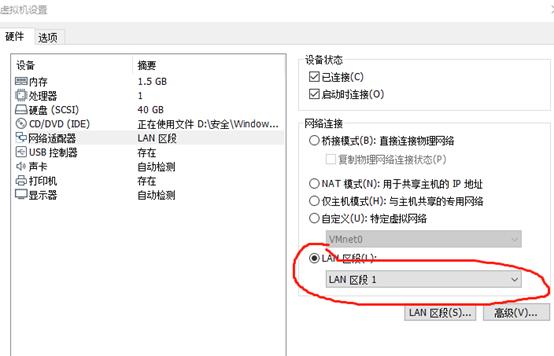 虚拟机设置
硬件 选项
设备 摘要
内存 1.5 GB
处理器 1
硬盘 (SCSI) 40 GB
CD/DVD (IDE) 正在使用文件 D:\安全\Window...
网络适配器 LAN 区段
USB 控制器 存在
声卡 自动检测
打印机 存在
显示器 自动检测
设备状态
已连接(C)
启动时连接(O)
网络连接
桥接模式(B): 直接连接物理网络
复制物理网络连接状态(P)
NAT 模式(N): 用于共享主机的 IP 地址
仅主机模式(H): 与主机共享的专用网络
自定义(U): 特定虚拟网络
VMnet0
LAN 区段(L):
LAN 区段 1
LAN 区段(S)... 高级(V)...